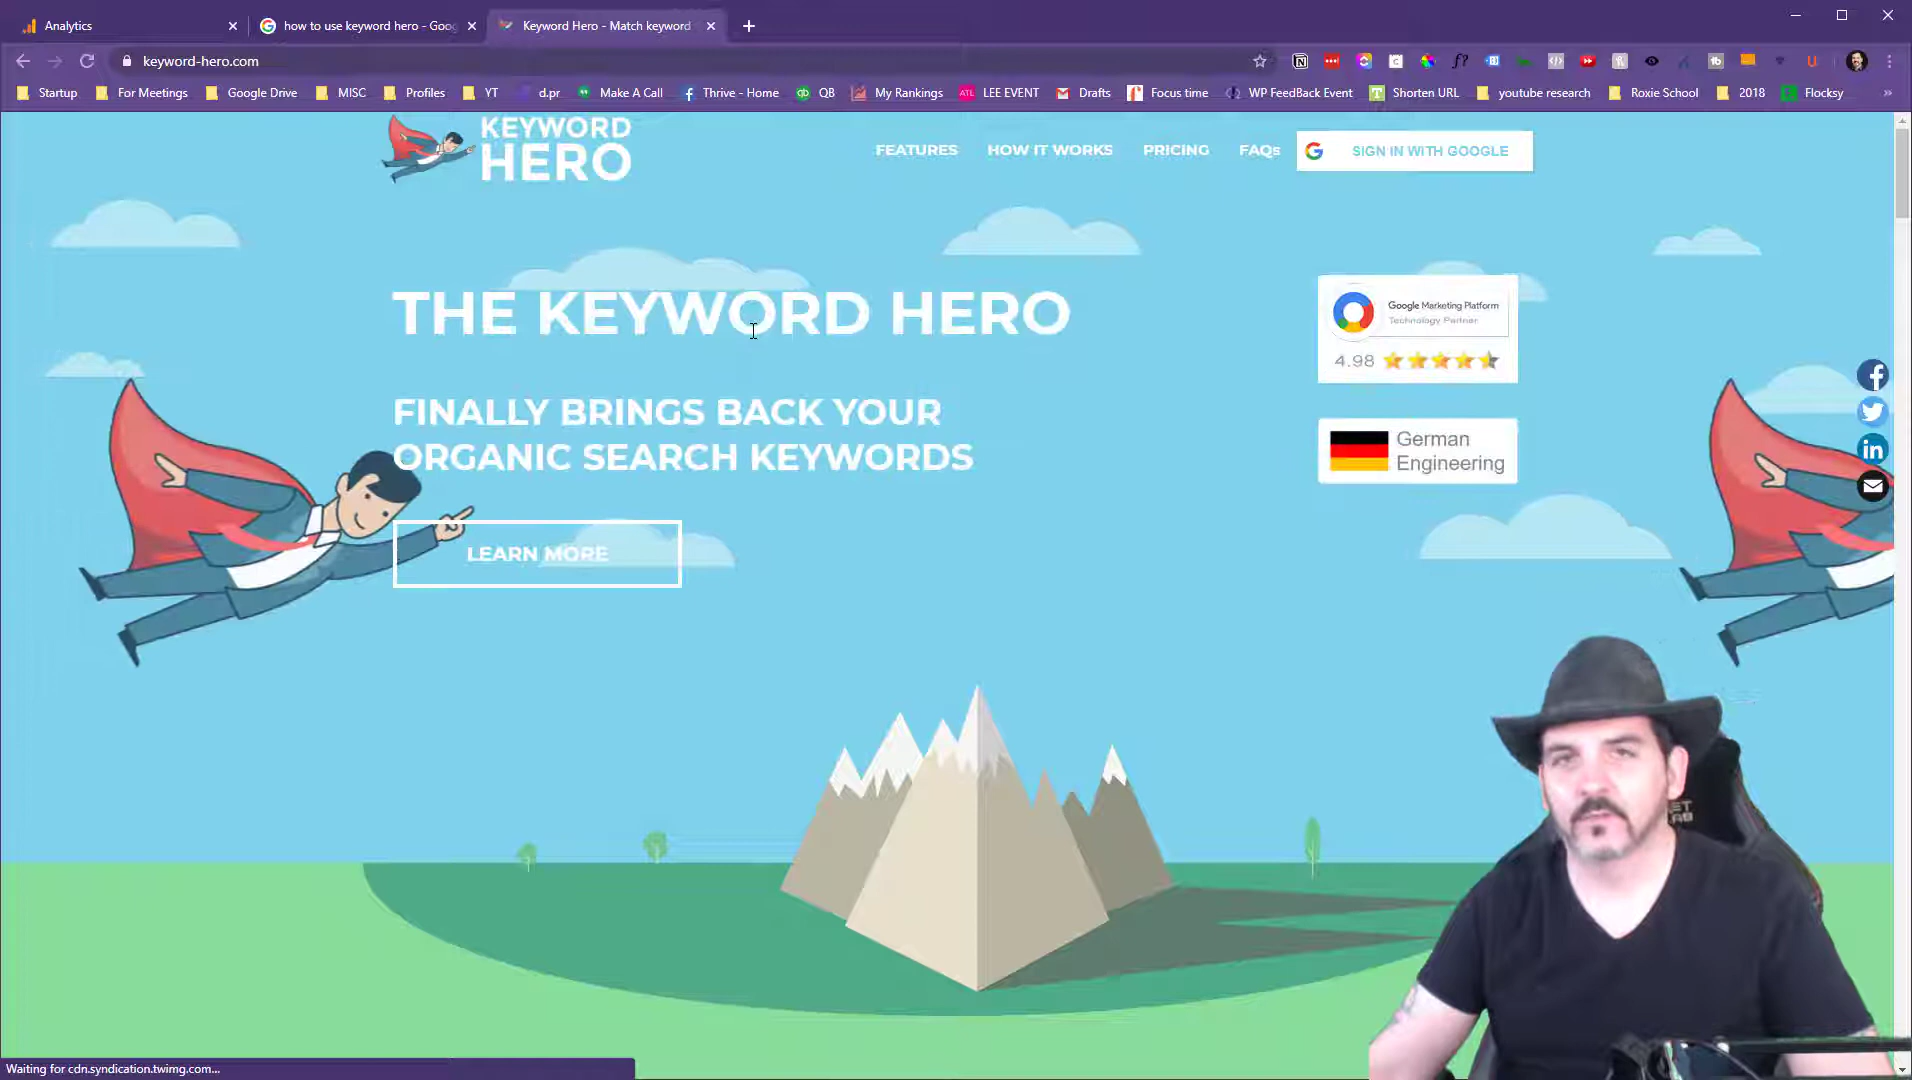 Analytics
how to use keyword hero - Goog
Keyword Hero - Match keyword
keyword-hero.com
Startup
For Meetings
Google Drive
MISC
Profiles
YT
d.pr
Make A Call
Thrive - Home
QB
My Rankings
LEE EVENT
Drafts
Focus time
WP FeedBack Event
Shorten URL
youtube research
Roxie School
2018
Flocksy
KEYWORD
HERO
FEATURES
HOW IT WORKS
PRICING
FAQs
SIGN IN WITH GOOGLE
THE KEYWORD HERO
Google Marketing Platform
Technology Partner
4.98
FINALLY BRINGS BACK YOUR
ORGANIC SEARCH KEYWORDS
German
Engineering
LEARN MORE
Waiting for cdn.syndication.twimg.com...